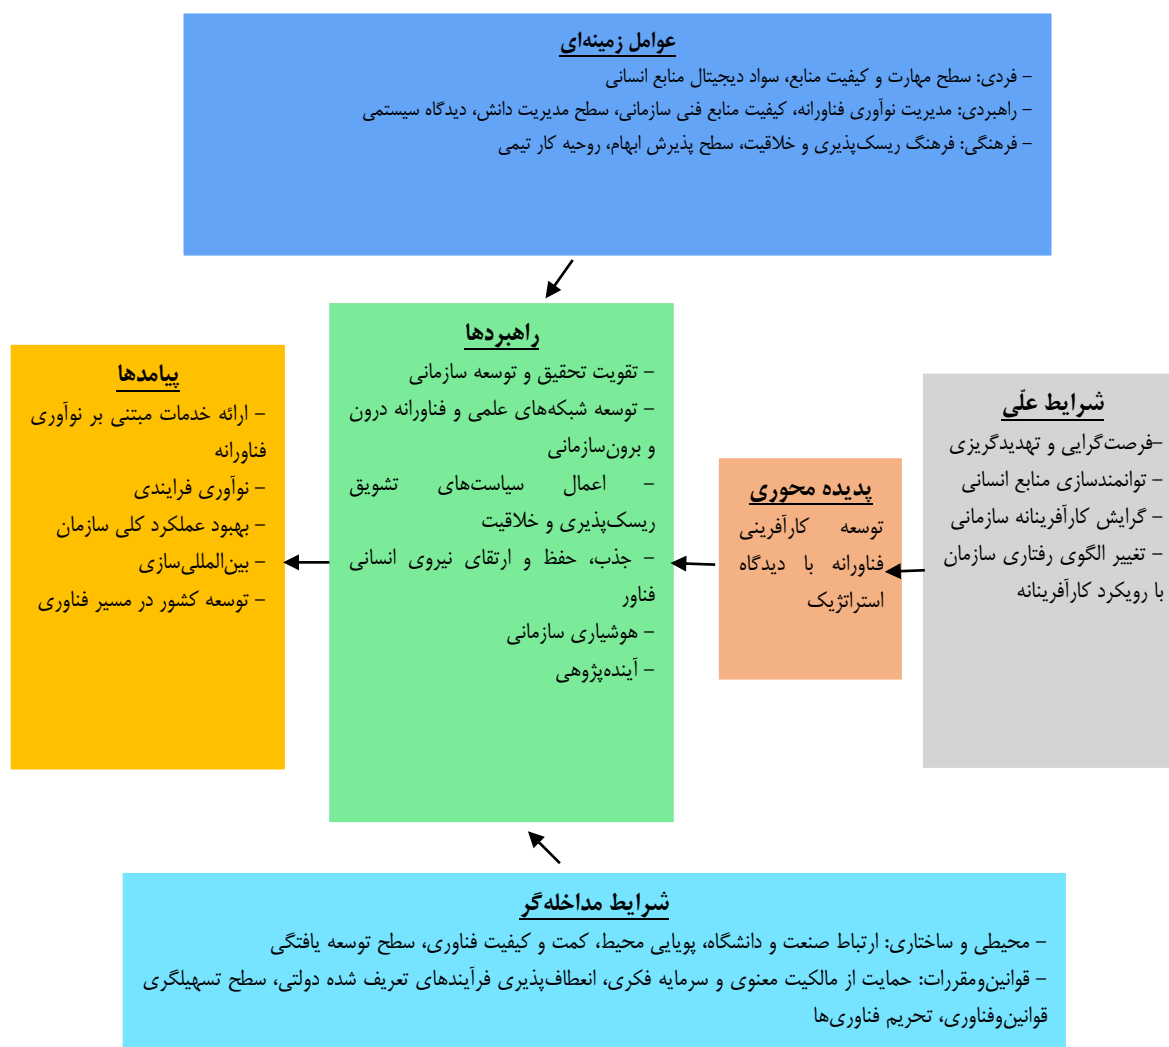 عوامل زمینه‌ای
- فردی: سطح مهارت و کیفیت منابع، سواد دیجیتال منابع انسانی
- راهبردی: مدیریت نوآوری فناورانه، کیفیت منابع فنی سازمانی، سطح مدیریت دانش، دیدگاه سیستمی
- فرهنگی: فرهنگ ریسک‌پذیری و خلاقیت، سطح پذیرش ابهام، روحیه کار تیمی
شرایط علّی
-فرصت‌گرایی و تهدیدگریزی
- توانمندسازی منابع انسانی
- گرایش کارآفرینانه سازمانی
- تغییر الگوی رفتاری سازمان
با رویکرد کارآفرینانه
پدیده محوری
توسعه کارآفرینی
فناورانه با دیدگاه
استراتژیک
راهبردها
- تقویت تحقیق و توسعه سازمانی
- توسعه شبکه‌های علمی و فناورانه درون
و برون‌سازمانی
- اعمال سیاست‌های تشویق
ریسک‌پذیری و خلاقیت
- جذب، حفظ و ارتقای نیروی انسانی
فناور
- هوشیاری سازمانی
- آینده‌پژوهی
پیامدها
- ارائه خدمات مبتنی بر نوآوری
فناورانه
- نوآوری فرایندی
- بهبود عملکرد کلی سازمان
- بین‌المللی‌سازی
- توسعه کشور در مسیر فناوری
شرایط مداخله‌گر
- محیطی و ساختاری: ارتباط صنعت و دانشگاه، پویایی محیط، کمت و کیفیت فناوری، سطح توسعه یافتگی
- قوانین‌ومقررات: حمایت از مالکیت معنوی و سرمایه فکری، انعطاف‌پذیری فرآیندهای تعریف شده دولتی، سطح تسهیلگری
قوانین‌وفناوری، تحریم فناوری‌ها